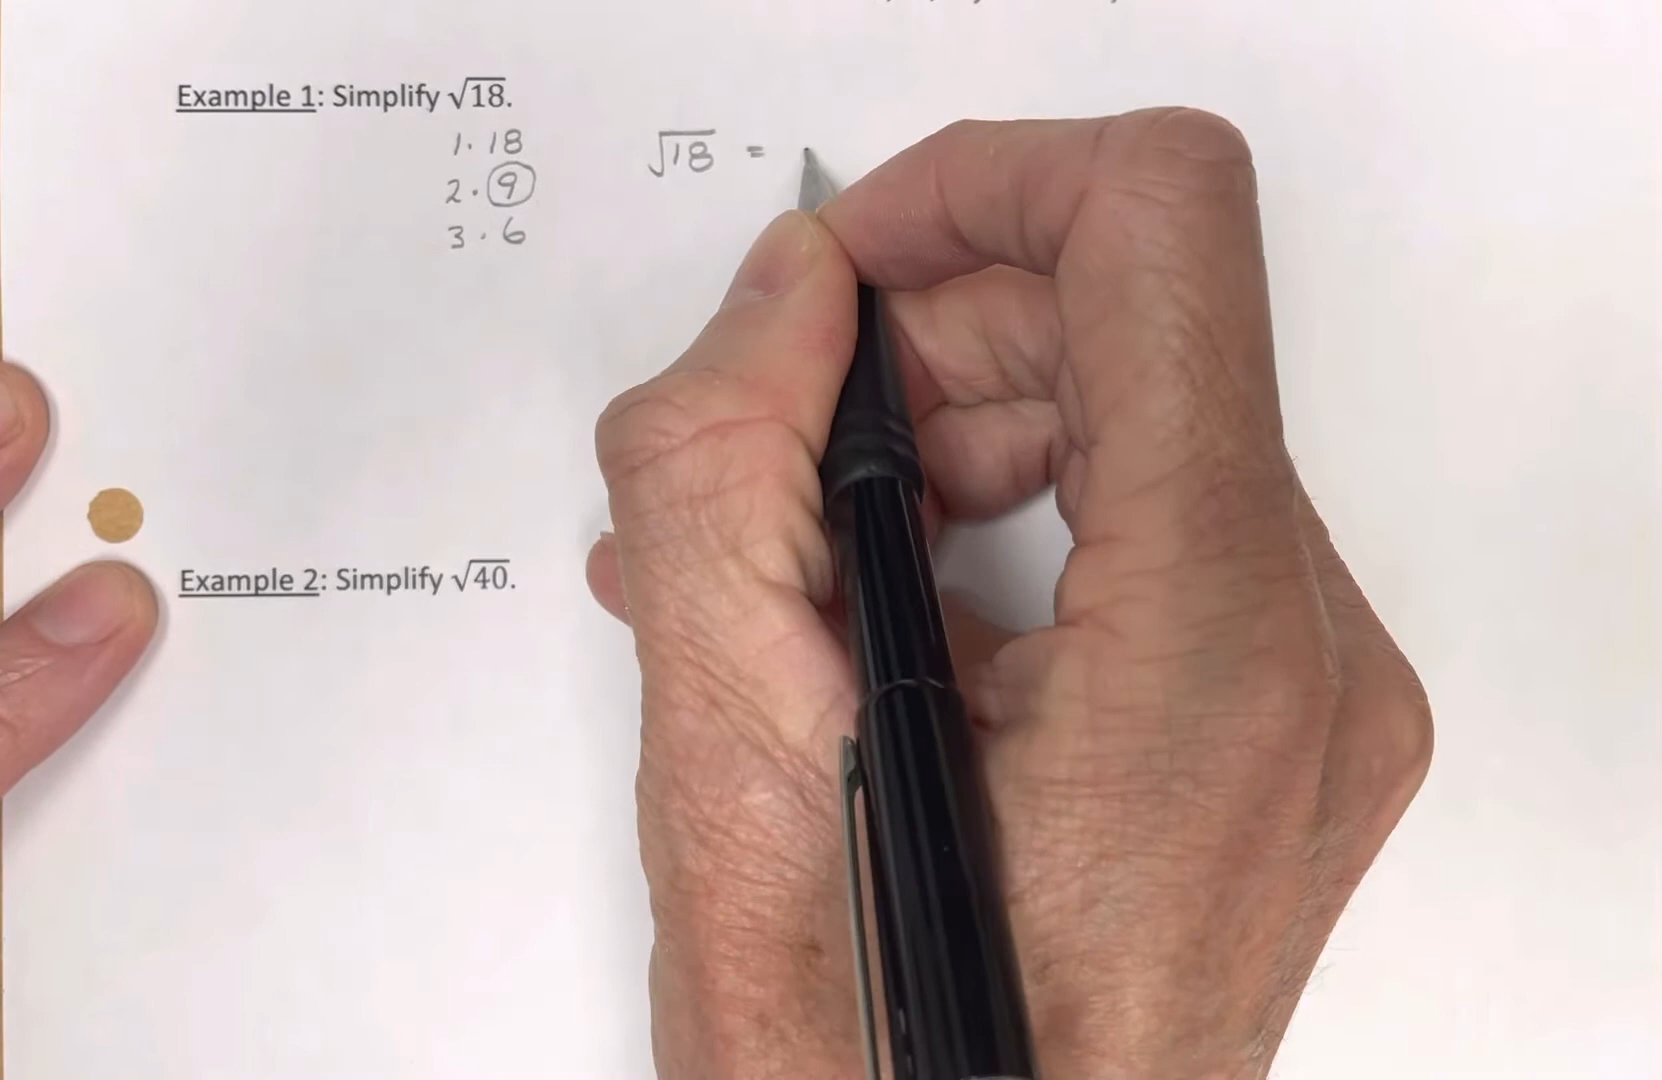 Example 1: Simplify √18.
1. 18
2. 9
3. 6
√18 =
Example 2: Simplify √40.